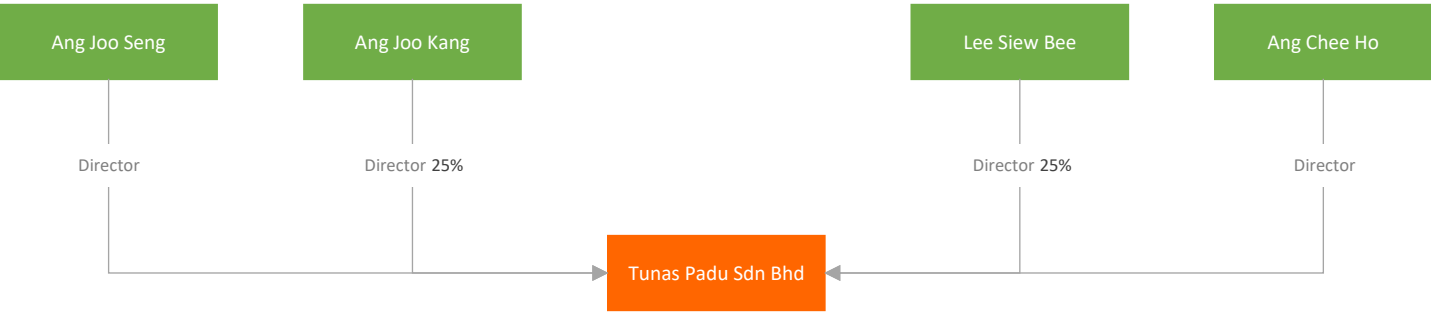 Ang Joo Seng
Ang Joo Kang
Lee Siew Bee
Ang Chee Ho
Director
Director 25%
Director 25%
Director
Tunas Padu Sdn Bhd